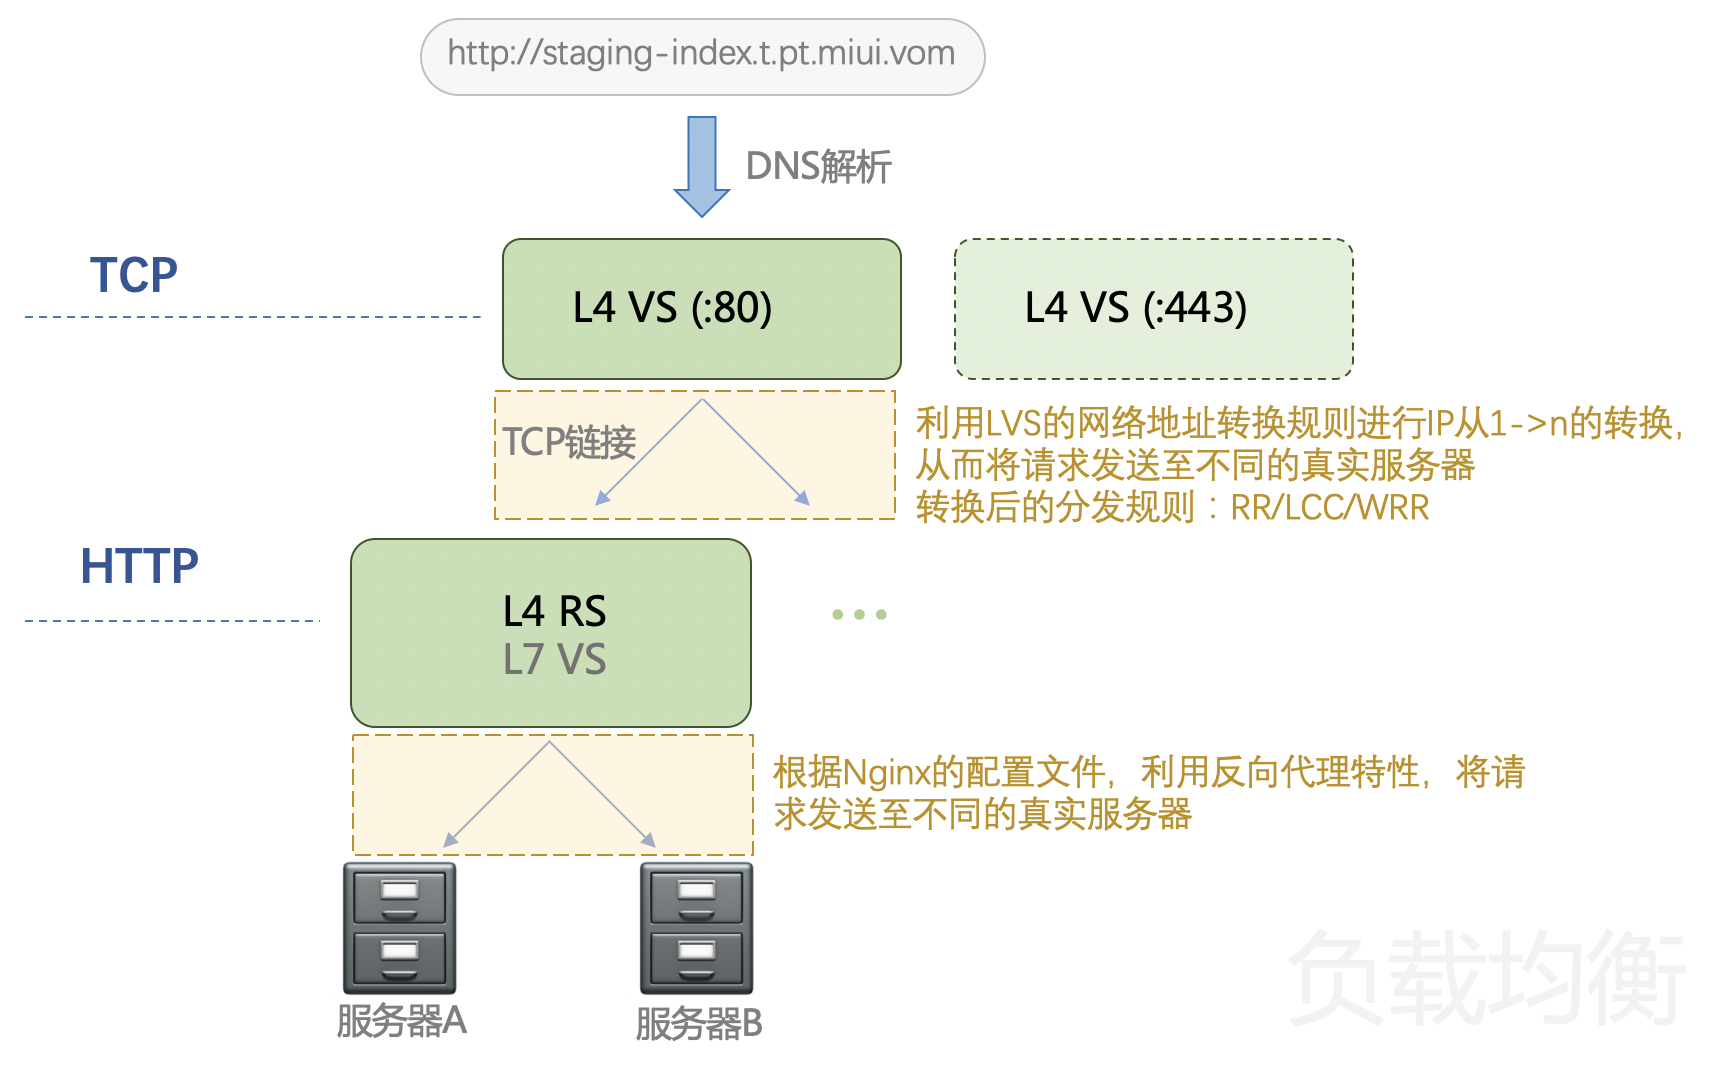 http://staging-index.t.pt.miui.vom
DNS解析
TCP
L4 VS (:80)
L4 VS (:443)
TCP链接
利用LVS的网络地址转换规则进行IP从1->n的转换，
从而将请求发送至不同的真实服务器
转换后的分发规则：RR/LCC/WRR
HTTP
L4 RS
L7 VS
...
根据Nginx的配置文件，利用反向代理特性，将请
求发送至不同的真实服务器
服务器A
服务器B
负载均衡